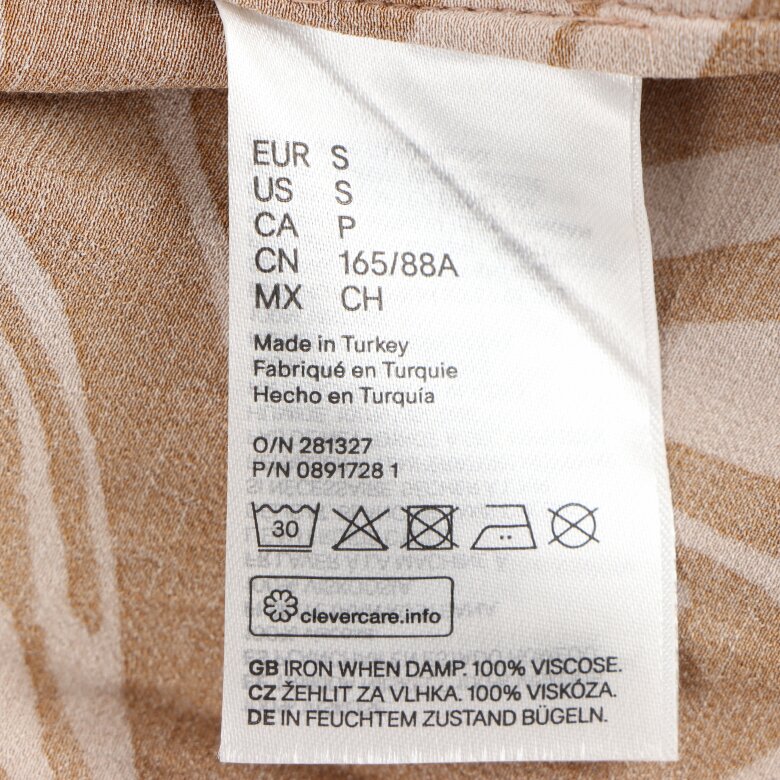 EUR S
US S
CA P
CN 165/88A
MX CH
Made in Turkey
Fabriqué en Turquie
Hecho en Turquía
O/N 281327
P/N 0891728 1
30
clevercare.info
GB IRON WHEN DAMP. 100% VISCOSE.
CZ ŽEHLIT ZA VLHKA. 100% VISKÓZA.
DE IN FEUCHTEM ZUSTAND BÜGELN.